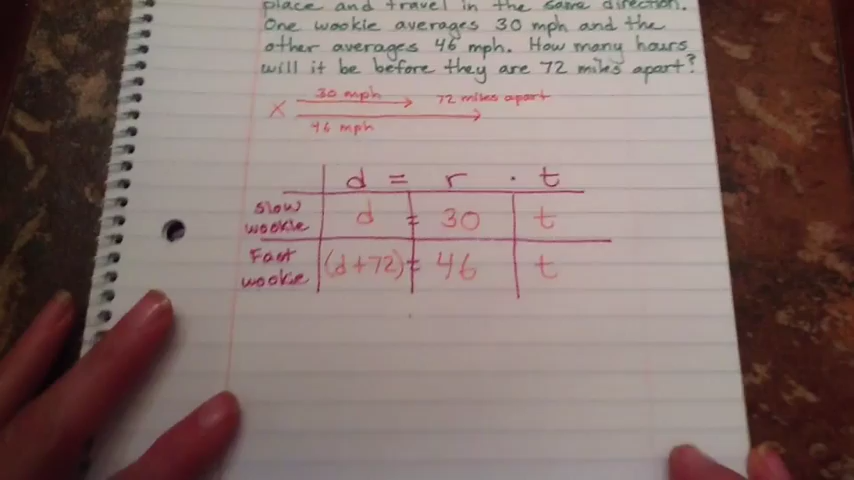 place and travel in the same direction.
One wookie averages 30 mph and the
other averages 46 mph. How many hours
will it be before they are 72 miles apart?
30 mph 72 miles apart
X
46 mph
d = r · t
Slow wookie d = 30 t
Fast wookie (d+72) = 46 t